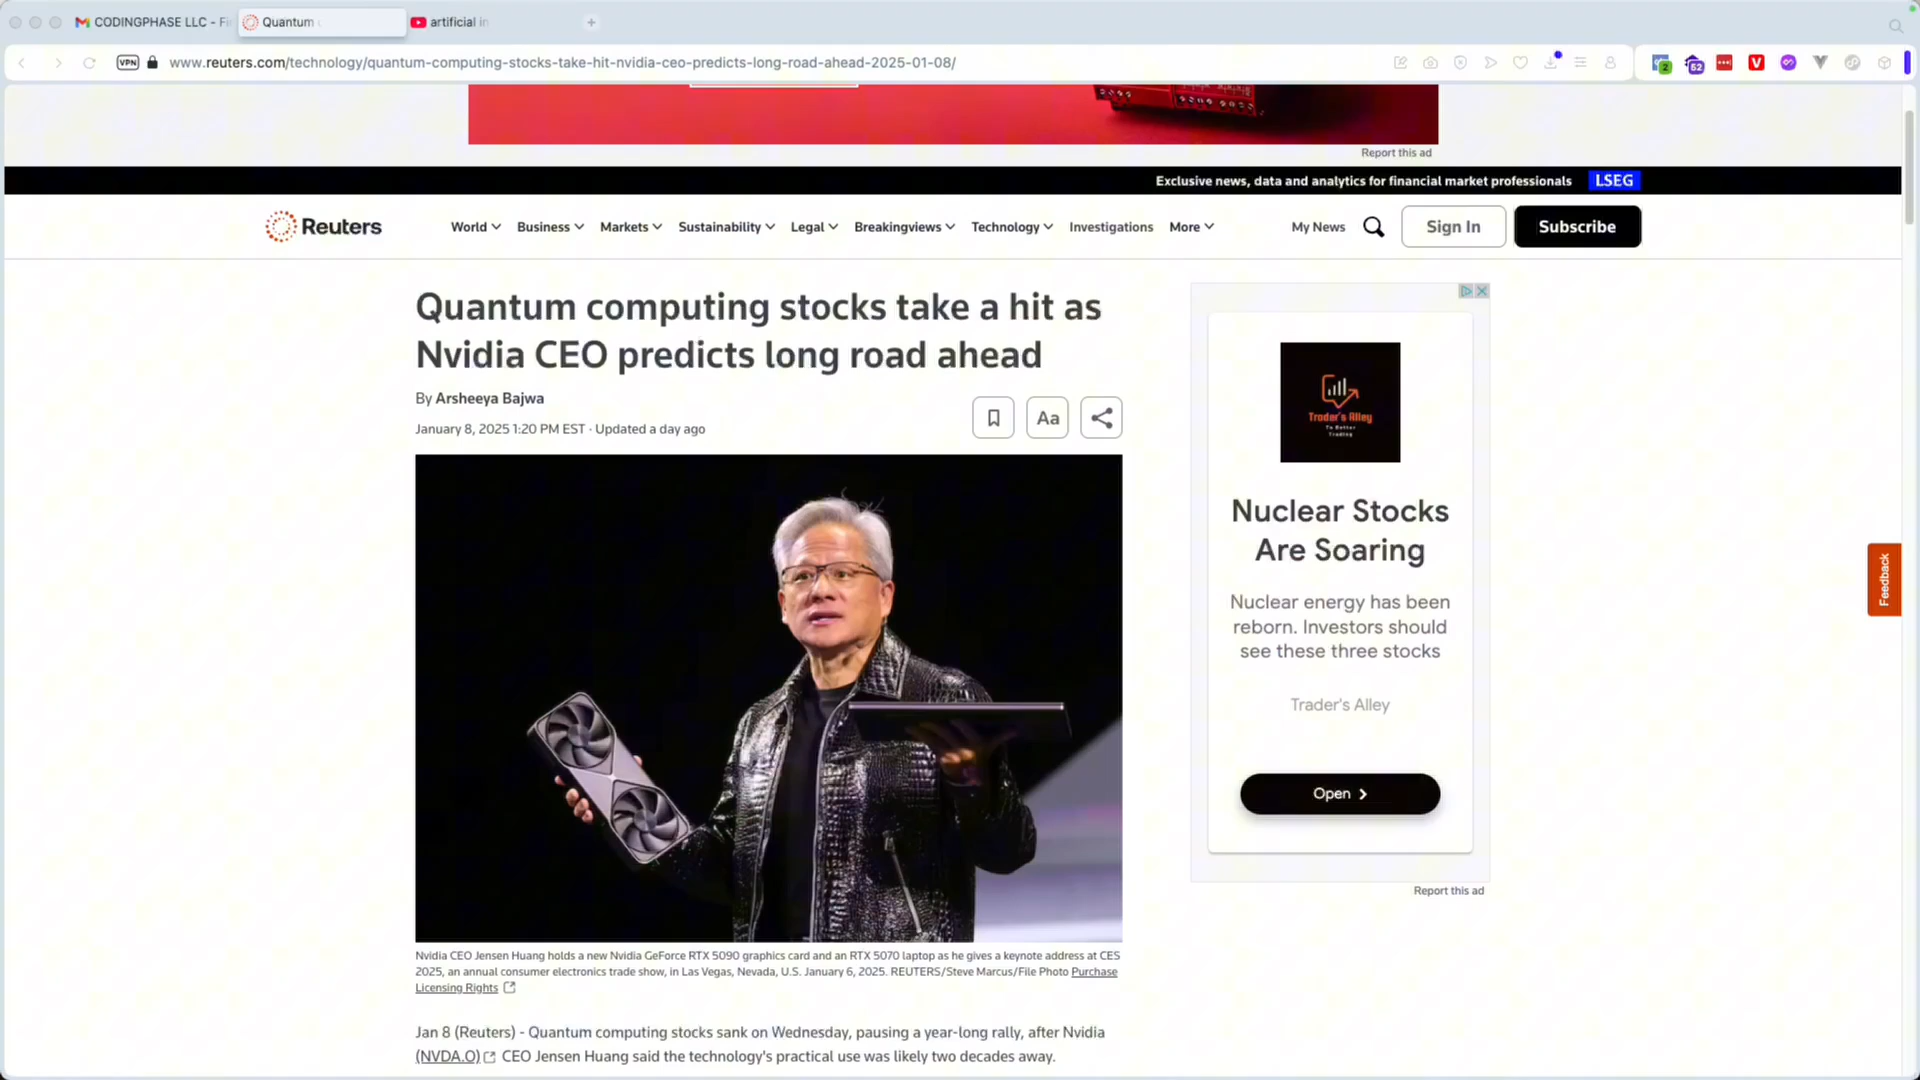 CODINGPHASE LLC - Fi
Quantum
artificial in
VPN
www.reuters.com/technology/quantum-computing-stocks-take-hit-nvidia-ceo-predicts-long-road-ahead-2025-01-08/
2
52
V
Report this ad
Exclusive news, data and analytics for financial market professionals
LSEG
Reuters
World
Business
Markets
Sustainability
Legal
Breakingviews
Technology
Investigations
More
My News
Sign In
Subscribe
Quantum computing stocks take a hit as
Nvidia CEO predicts long road ahead
By Arsheeya Bajwa
January 8, 2025 1:20 PM EST · Updated a day ago
Aa
Nvidia CEO Jensen Huang holds a new Nvidia GeForce RTX 5090 graphics card and an RTX 5070 laptop as he gives a keynote address at CES
2025, an annual consumer electronics trade show, in Las Vegas, Nevada, U.S. January 6, 2025. REUTERS/Steve Marcus/File Photo Purchase
Licensing Rights
Jan 8 (Reuters) - Quantum computing stocks sank on Wednesday, pausing a year-long rally, after Nvidia
(NVDA.O) CEO Jensen Huang said the technology's practical use was likely two decades away.
Trader's Alley
To Better
Trading
Nuclear Stocks
Are Soaring
Nuclear energy has been
reborn. Investors should
see these three stocks
Trader's Alley
Open
Report this ad
Feedback